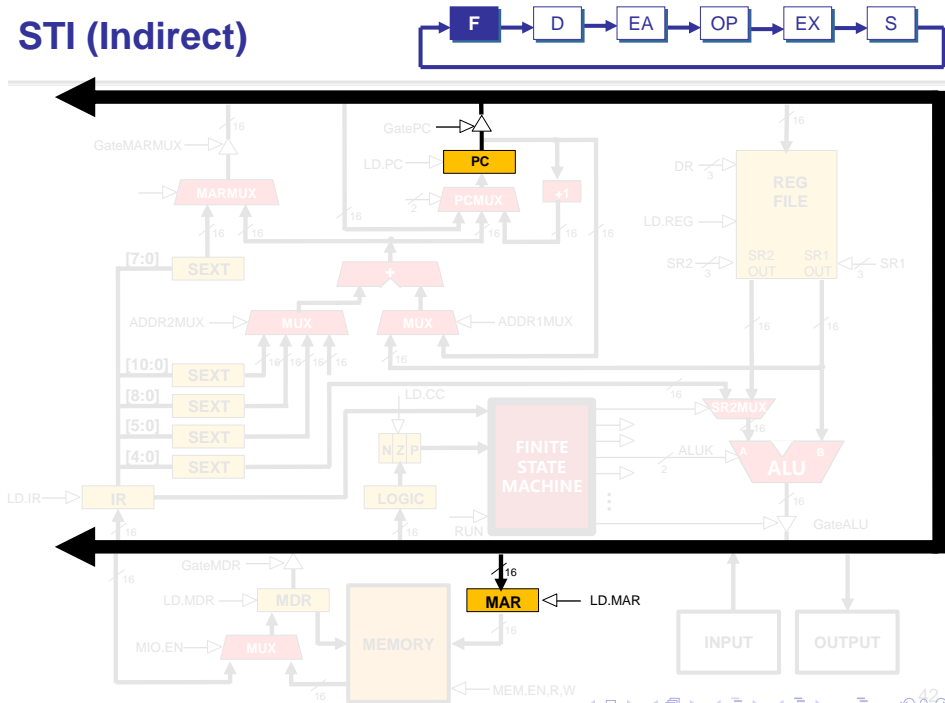 STI (Indirect)
F D EA OP EX S
16
16
GatePC
GateMARMUX
LD.PC
PC
DR
3
REG
FILE
MARMUX
2
PCMUX
+1
16
LD.REG
16
16
16
16
16
[7:0]
SEXT
+
SR2
3
SR2
OUT
SR1
OUT
3
SR1
ADDR2MUX
MUX
MUX
ADDR1MUX
16
16
16
16
16
16
16
[10:0]
SEXT
[8:0]
SEXT
LD.CC
16
SR2MUX
[5:0]
SEXT
16
N Z P
FINITE
STATE
MACHINE
ALUK
2
A
B
ALU
[4:0]
SEXT
LD.IR
IR
LOGIC
16
16
16
RUN
GateALU
GateMDR
16
16
LD.MDR
MDR
MAR
LD.MAR
MIO.EN
MUX
MEMORY
16
INPUT
OUTPUT
16
MEM.EN,R,W
42